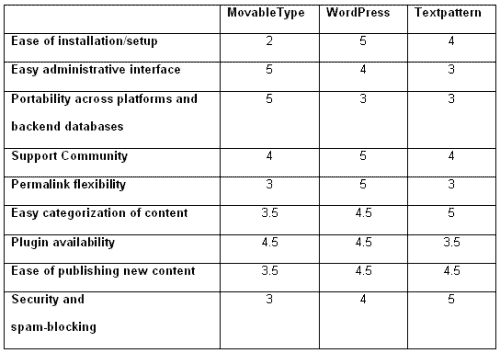 MovableType WordPress Textpattern
Ease of installation/setup 2 5 4
Easy administrative interface 5 4 3
Portability across platforms and 5 3 3
backend databases
Support Community 4 5 4
Permalink flexibility 3 5 3
Easy categorization of content 3.5 4.5 5
Plugin availability 4.5 4.5 3.5
Ease of publishing new content 3.5 4.5 4.5
Security and 3 4 5
spam-blocking